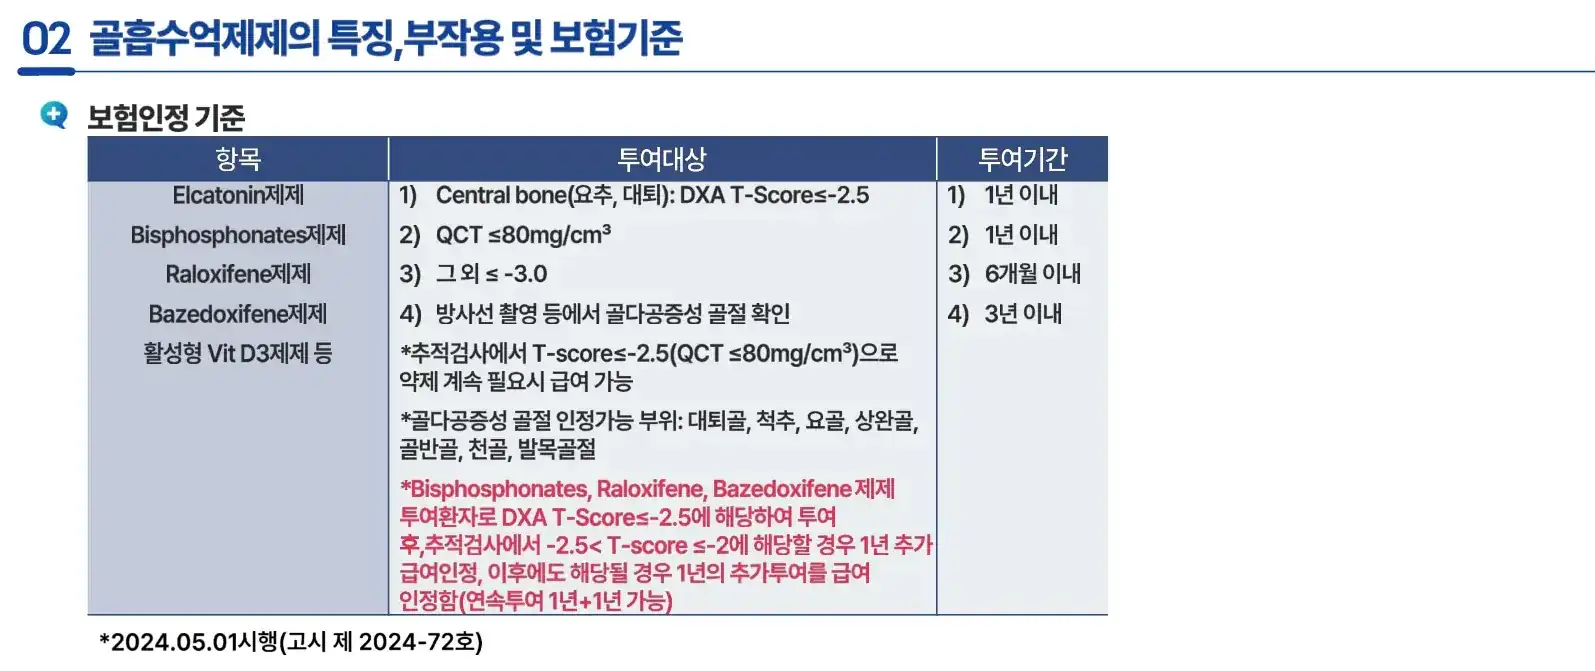 02 골흡수억제제의 특징,부작용 및 보험기준
보험인정 기준
항목 투여대상 투여기간
Elcatonin제제 1) Central bone(요추, 대퇴): DXA T-Score≤-2.5 1) 1년 이내
Bisphosphonates제제 2) QCT ≤80mg/cm³ 2) 1년 이내
Raloxifene제제 3) 그 외 ≤ -3.0 3) 6개월 이내
Bazedoxifene제제 4) 방사선 촬영 등에서 골다공증성 골절 확인 4) 3년 이내
활성형 Vit D3제제 등 *추적검사에서 T-score≤-2.5(QCT ≤80mg/cm³)으로
약제 계속 필요시 급여 가능
*골다공증성 골절 인정가능 부위: 대퇴골, 척추, 요골, 상완골,
골반골, 천골, 발목골절
*Bisphosphonates, Raloxifene, Bazedoxifene 제제
투여환자로 DXA T-Score≤-2.5에 해당하여 투여
후,추적검사에서 -2.5< T-score ≤-2에 해당할 경우 1년 추가
급여인정, 이후에도 해당될 경우 1년의 추가투여를 급여
인정함(연속투여 1년+1년 가능)
*2024.05.01시행(고시 제 2024-72호)